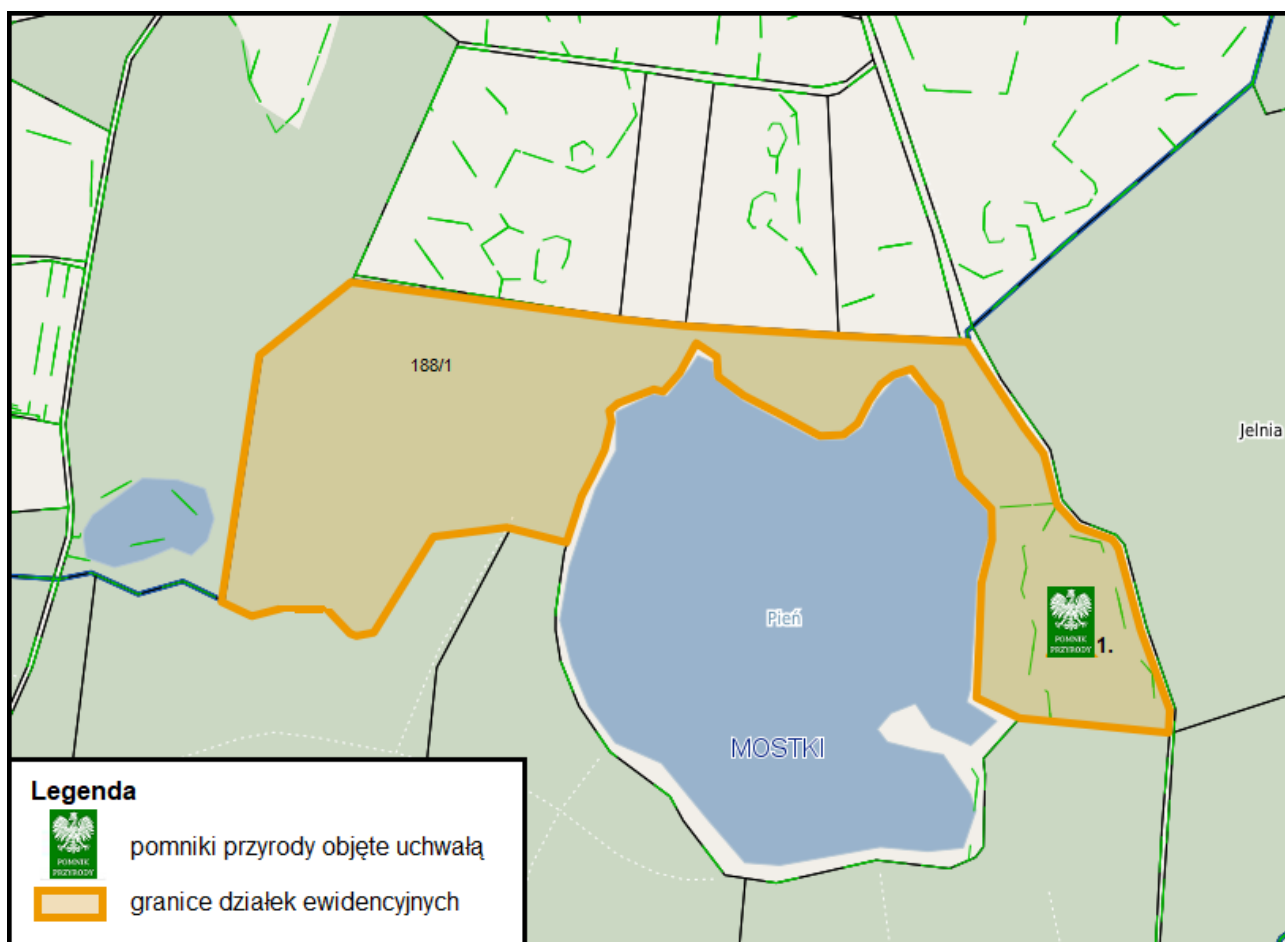 188/1
Jelnia
POMNIK
PRZYRODY
1.
Pień
MOSTKI
Legenda
POMNIK
PRZYRODY
pomniki przyrody objęte uchwałą
granice działek ewidencyjnych